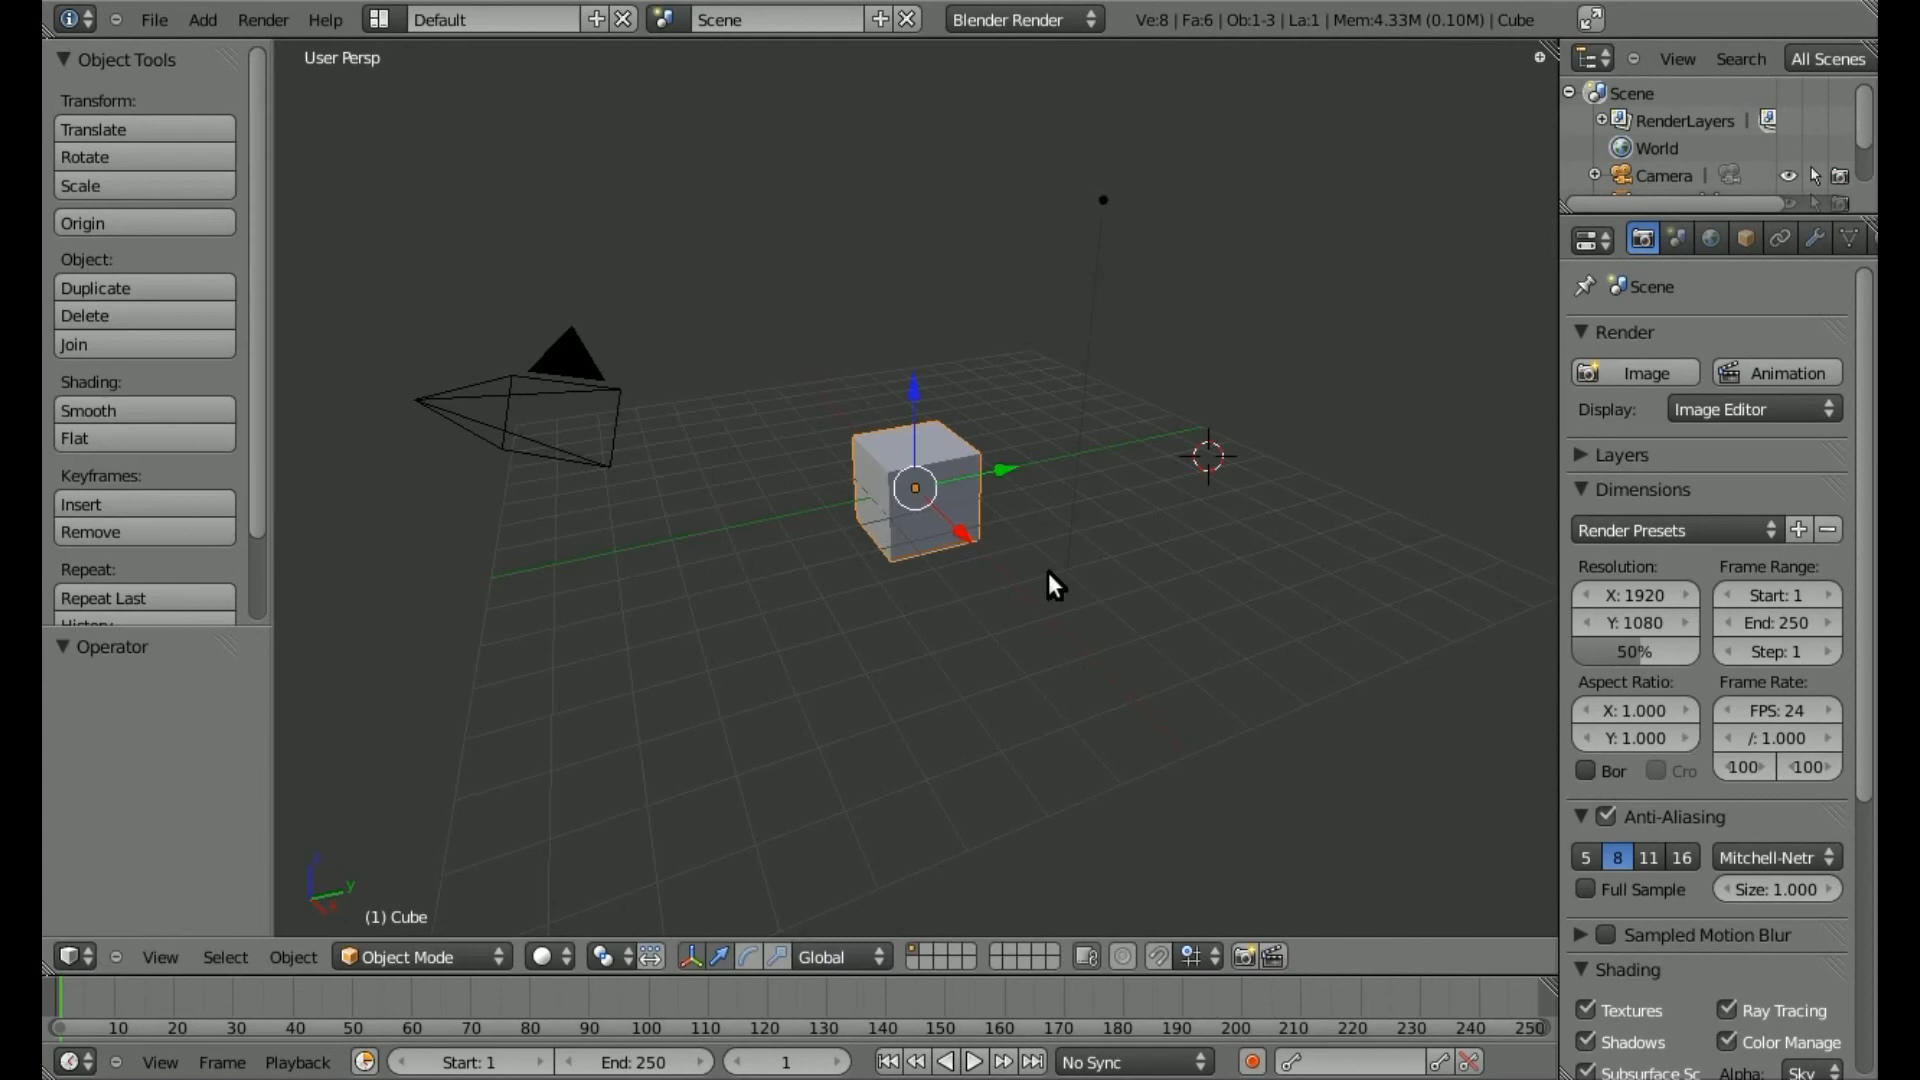 File Add Render Help Default Scene Blender Render Ve:8 | Fa:6 | Ob:1-3 | La:1 | Mem:4.33M (0.10M) | Cube
Object Tools
Transform:
Translate
Rotate
Scale
Origin
Object:
Duplicate
Delete
Join
Shading:
Smooth
Flat
Keyframes:
Insert
Remove
Repeat:
Repeat Last
History
Operator
User Persp
y
(1) Cube
View Search All Scenes
Scene
RenderLayers |
World
Camera |
Scene
Render
Image Animation
Display: Image Editor
Layers
Dimensions
Render Presets
Resolution: Frame Range:
X: 1920 Start: 1
Y: 1080 End: 250
50% Step: 1
Aspect Ratio: Frame Rate:
X: 1.000 FPS: 24
Y: 1.000 /: 1.000
Bor Cro 100 100
Anti-Aliasing
5 8 11 16 Mitchell-Netr
Full Sample Size: 1.000
Sampled Motion Blur
Shading
Textures Ray Tracing
Shadows Color Manage
Subsurface Sc Alpha: Sky
View Select Object Object Mode Global
10 20 30 40 50 60 70 80 90 100 110 120 130 140 150 160 170 180 190 200 210 220 230 240 250
View Frame Playback Start: 1 End: 250 1 No Sync